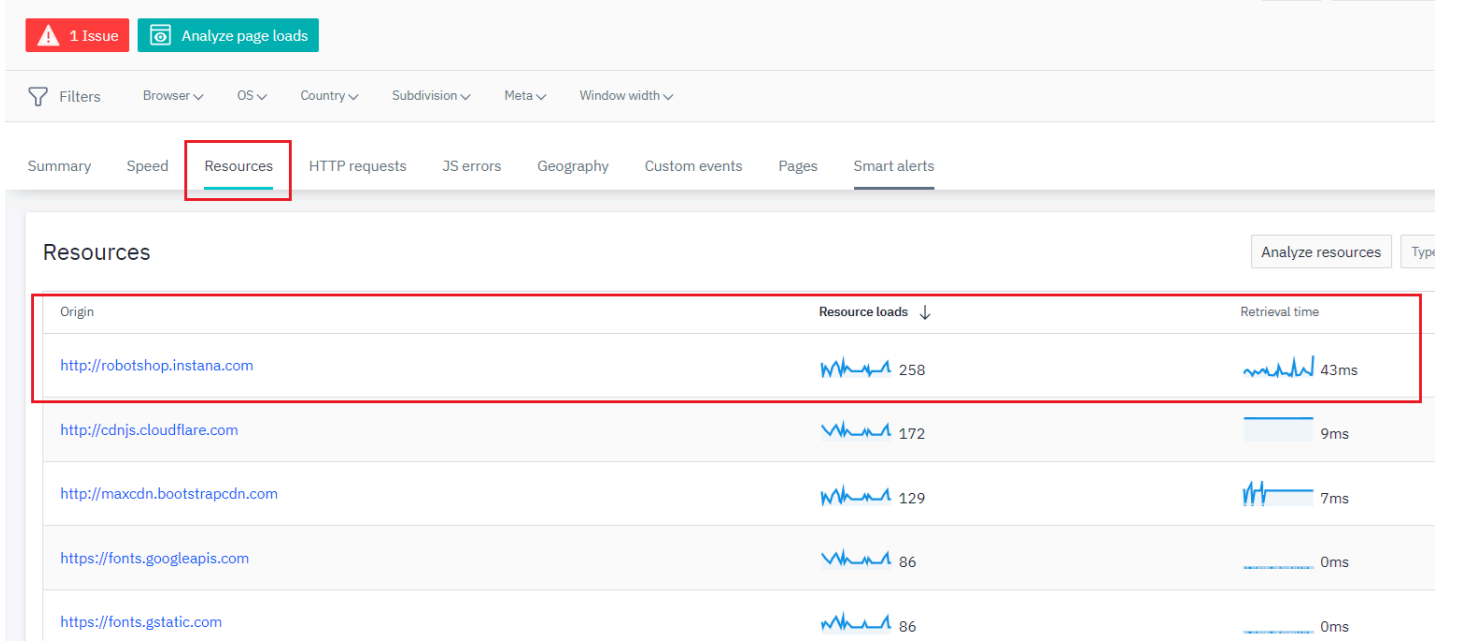 1 Issue Analyze page loads
Filters Browser OS Country Subdivision Meta Window width
Summary Speed Resources HTTP requests JS errors Geography Custom events Pages Smart alerts
Resources Analyze resources Type
Origin Resource loads Retrieval time
http://robotshop.instana.com 258 43ms
http://cdnjs.cloudflare.com 172 9ms
http://maxcdn.bootstrapcdn.com 129 7ms
https://fonts.googleapis.com 86 0ms
https://fonts.gstatic.com 86 0ms